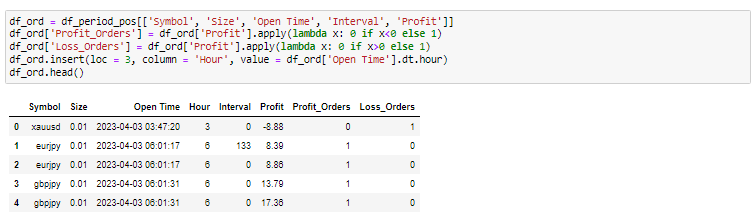 df_ord = df_period_pos[['Symbol', 'Size', 'Open Time', 'Interval', 'Profit']]
df_ord['Profit_Orders'] = df_ord['Profit'].apply(lambda x: 0 if x<0 else 1)
df_ord['Loss_Orders'] = df_ord['Profit'].apply(lambda x: 0 if x>0 else 1)
df_ord.insert(loc = 3, column = 'Hour', value = df_ord['Open Time'].dt.hour)
df_ord.head()
Symbol Size Open Time Hour Interval Profit Profit_Orders Loss_Orders
0 xauusd 0.01 2023-04-03 03:47:20 3 0 -8.88 0 1
1 eurjpy 0.01 2023-04-03 06:01:17 6 133 8.39 1 0
2 eurjpy 0.01 2023-04-03 06:01:17 6 0 8.86 1 0
3 gbpjpy 0.01 2023-04-03 06:01:31 6 0 13.79 1 0
4 gbpjpy 0.01 2023-04-03 06:01:31 6 0 17.36 1 0